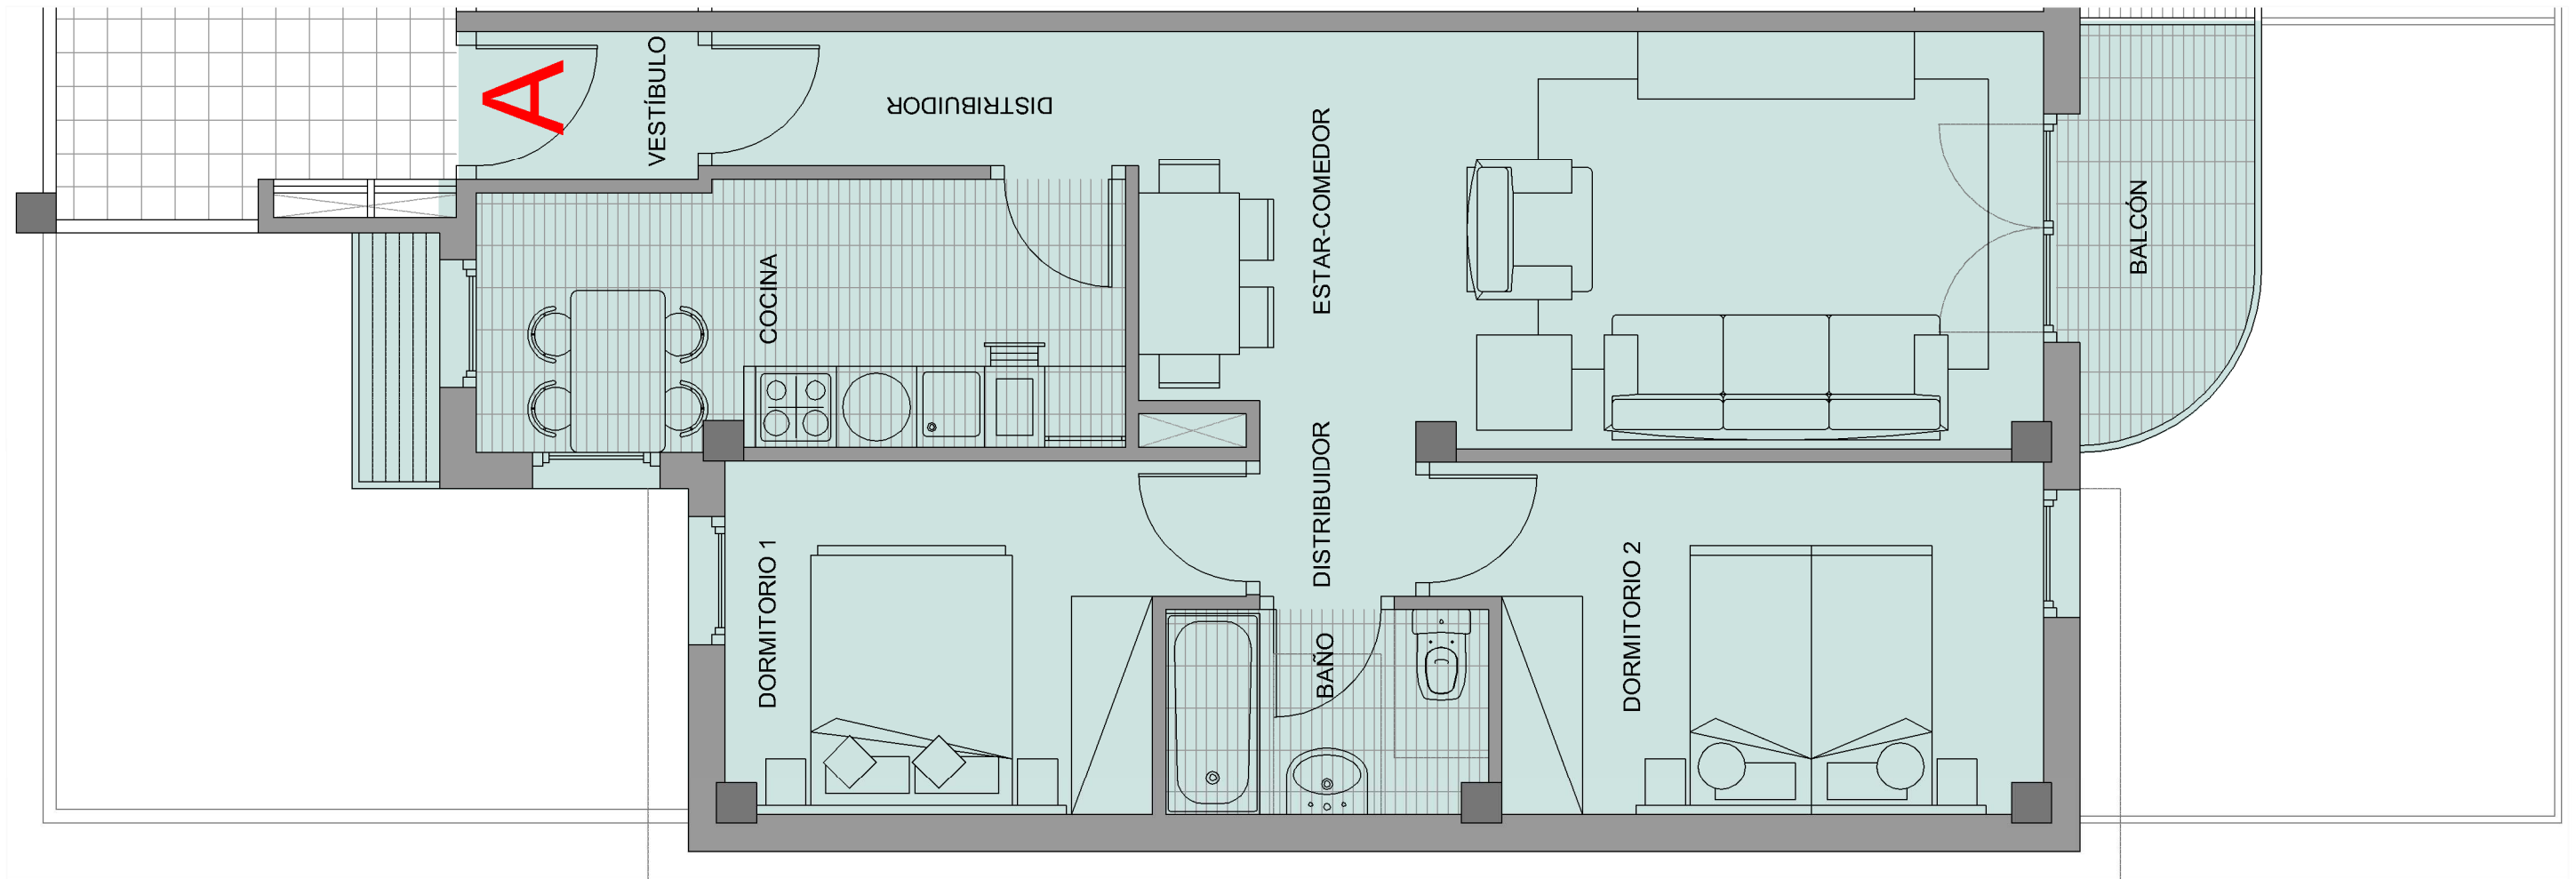 A
VESTÍBULO
DISTRIBUIDOR
COCINA
ESTAR-COMEDOR
BALCÓN
DISTRIBUIDOR
DORMITORIO 1
BAÑO
DORMITORIO 2